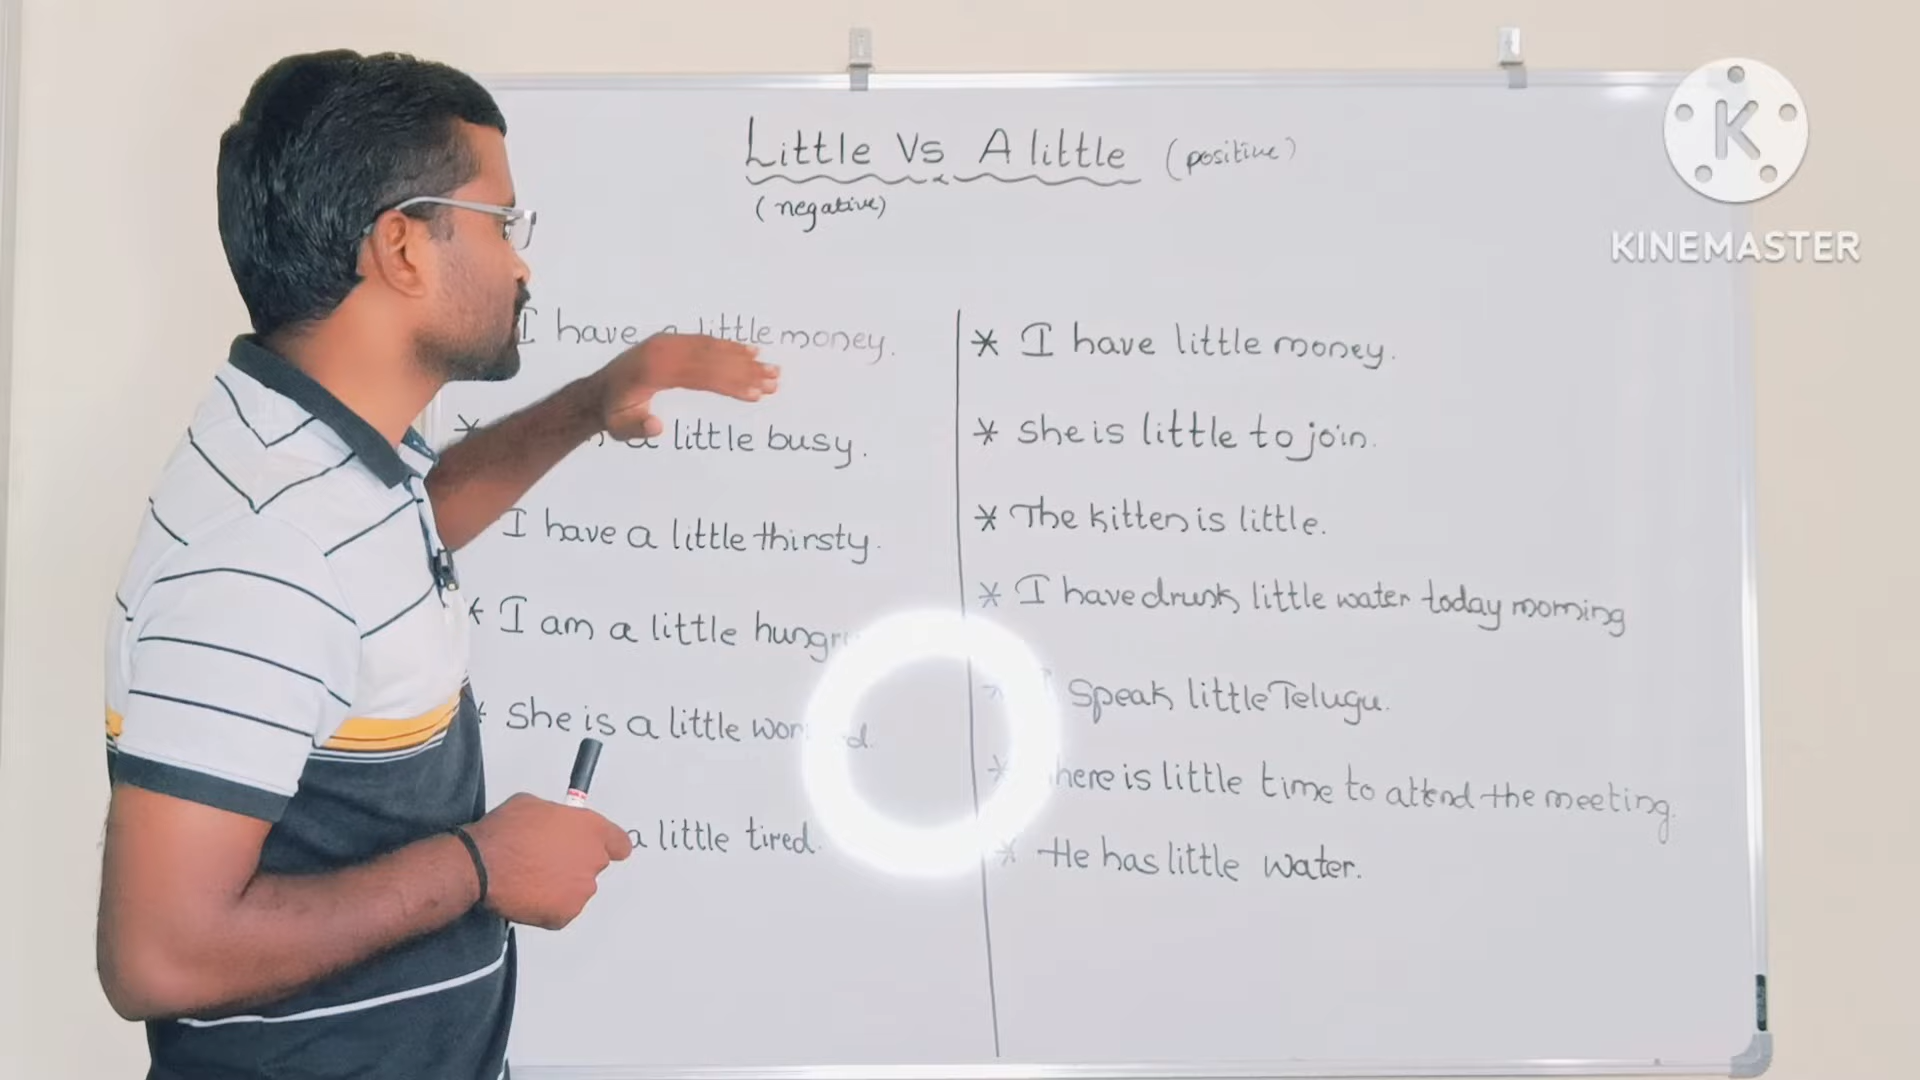 Little Vs A little (positive)
(negative)
I have a little money.
* a little busy.
I have a little thirsty.
* I am a little
* She is a little
a little tired.
* I have little money.
* She is little to join.
* The kitten is little.
* I have drunk little water today morning
* I Speak little Telugu.
* is little time to attend the meeting.
* He has little water.
K
KINEMASTER